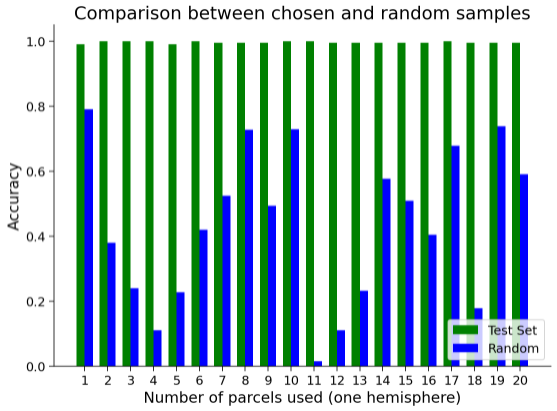 Comparison between chosen and random samples
1.0
0.8
0.6
0.4
0.2
0.0
Accuracy
Test Set
Random
1 2 3 4 5 6 7 8 9 10 11 12 13 14 15 16 17 18 19 20
Number of parcels used (one hemisphere)